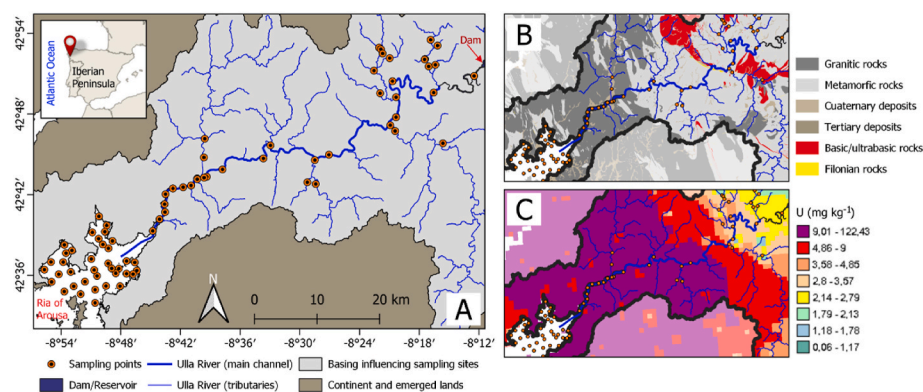 42°54'
42°48'
42°42'
42°36'
Atlantic Ocean
Iberian
Peninsula
Dam
Ria of
Arousa
N
0 10 20 km
A
-8°54' -8°48' -8°42' -8°36' -8°30' -8°24' -8°18' -8°12'
Sampling points
Ulla River (main channel)
Basing influencing sampling sites
Dam/Reservoir
Ulla River (tributaries)
Continent and emerged lands
B
Granitic rocks
Metamorfic rocks
Cuaternary deposits
Tertiary deposits
Basic/ultrabasic rocks
Filonian rocks
C
U (mg kg⁻¹)
9,01 - 122,43
4,86 - 9
3,58 - 4,85
2,8 - 3,57
2,14 - 2,79
1,79 - 2,13
1,18 - 1,78
0,06 - 1,17